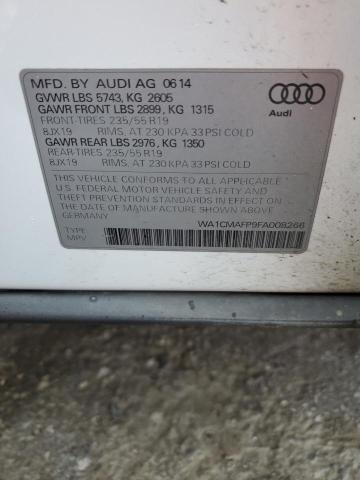 MFD. BY AUDI AG 06 14
GVWR LBS 5743, KG 2605
GAWR FRONT LBS 2899, KG 1315
FRONT-TIRES 235/55 R19
8JX19 RIMS, AT 230 KPA 33 PSI COLD
GAWR REAR LBS 2976, KG 1350
REAR-TIRES 235/55 R19
8JX19 RIMS, AT 230 KPA 33 PSI COLD
Audi
THIS VEHICLE CONFORMS TO ALL APPLICABLE
U.S. FEDERAL MOTOR VEHICLE SAFETY AND
THEFT PREVENTION STANDARDS IN EFFECT ON
THE DATE OF MANUFACTURE SHOWN ABOVE.
GERMANY
WA1CMAFP9FA008266
TYPE:
MPV